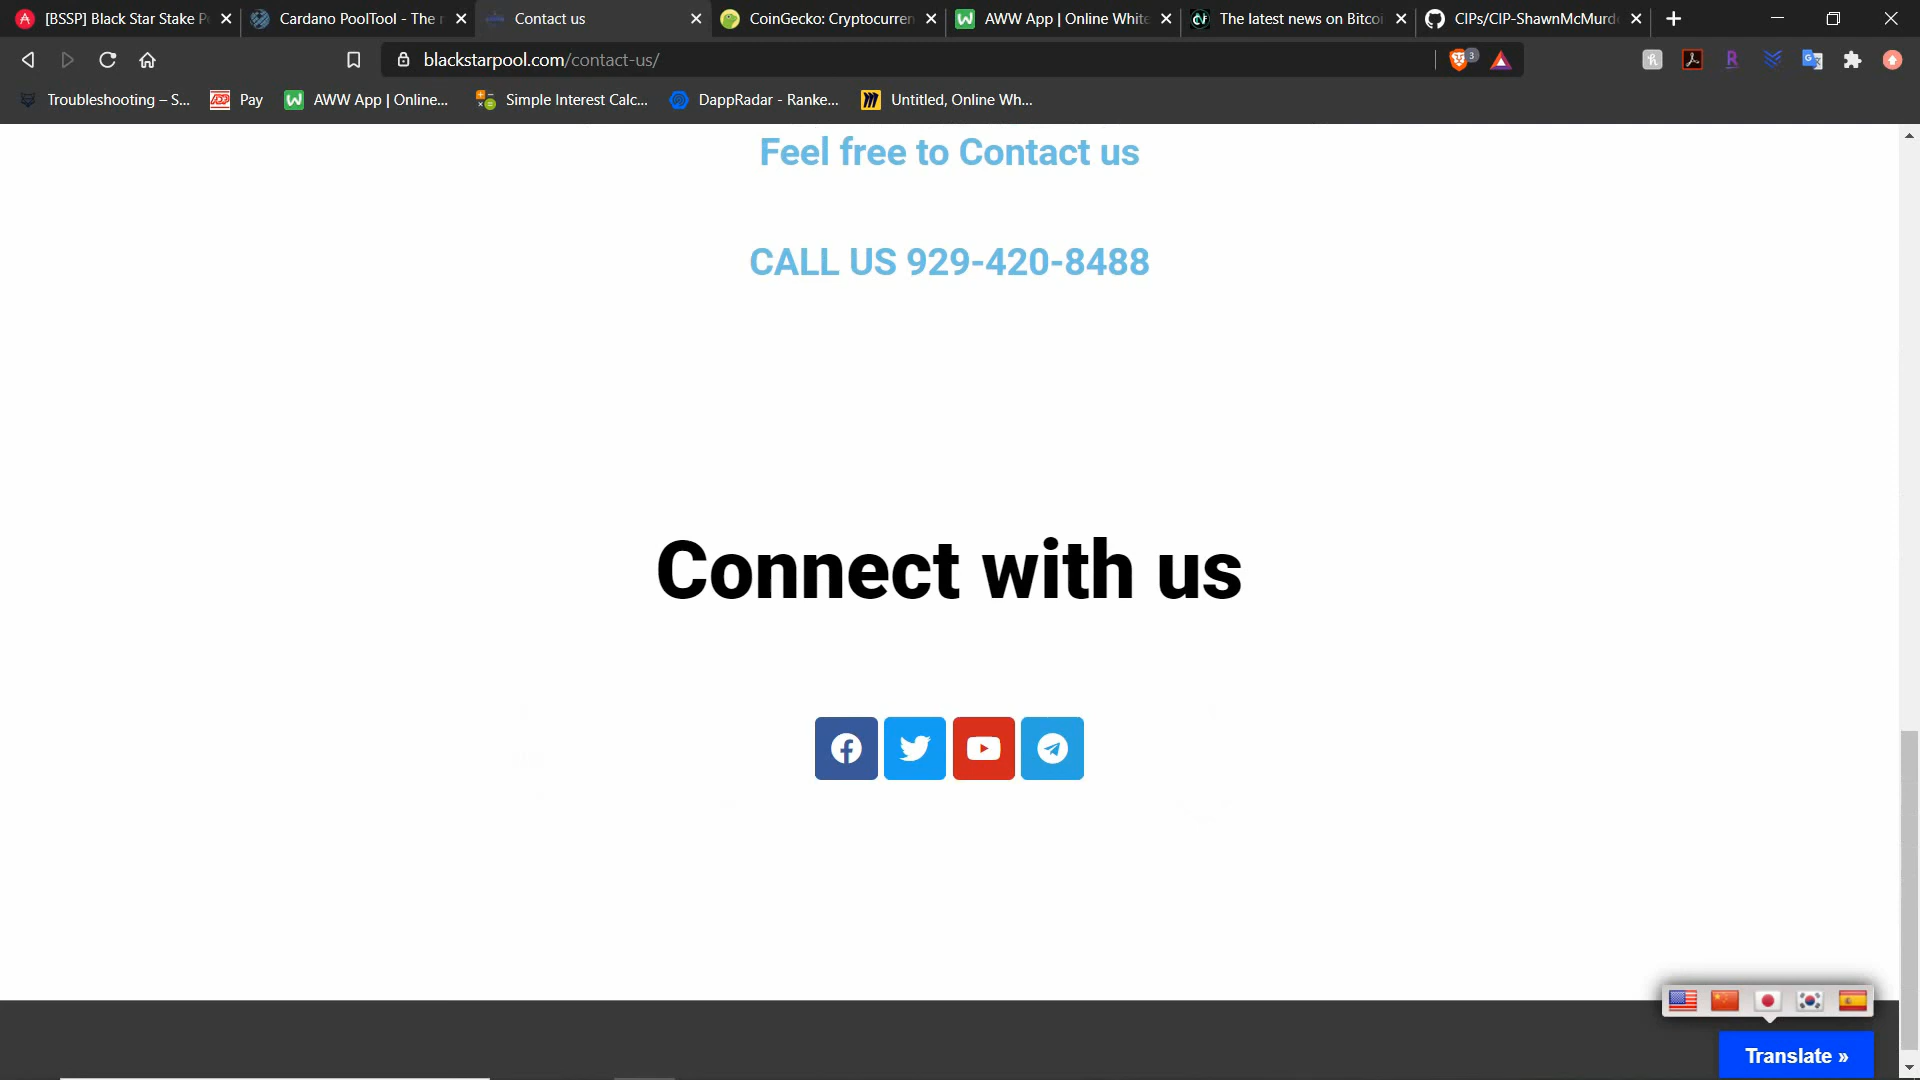 [BSSP] Black Star Stake P
Cardano PoolTool - The
Contact us
CoinGecko: Cryptocurren
AWW App | Online White
The latest news on Bitcoi
CIPs/CIP-ShawnMcMurd
blackstarpool.com/contact-us/
3
Troubleshooting – S...
Pay
AWW App | Online...
Simple Interest Calc...
DappRadar - Ranke...
Untitled, Online Wh...
Feel free to Contact us
CALL US 929-420-8488
Connect with us
Translate »